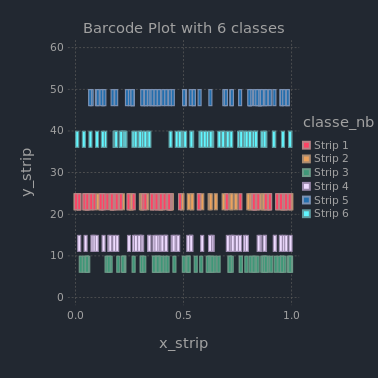 Barcode Plot with 6 classes
60
50
40
30
20
10
0
y_strip
0.0
0.5
1.0
x_strip
classe_nb
Strip 1
Strip 2
Strip 3
Strip 4
Strip 5
Strip 6